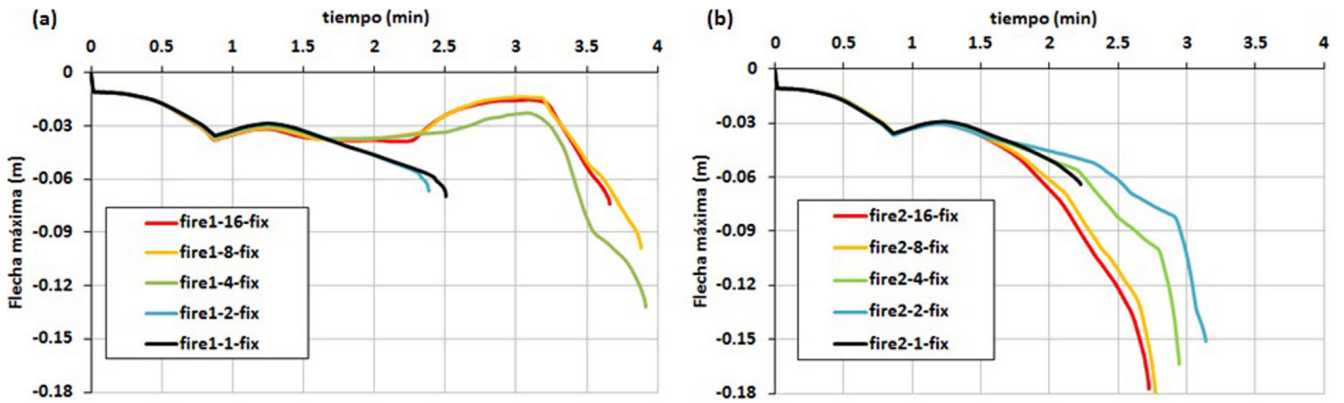 (a)
tiempo (min)
0 0.5 1 1.5 2 2.5 3 3.5 4
0
-0.03
-0.06
-0.09
-0.12
-0.15
-0.18
Flecha máxima (m)
fire1-16-fix
fire1-8-fix
fire1-4-fix
fire1-2-fix
fire1-1-fix
(b)
tiempo (min)
0 0.5 1 1.5 2 2.5 3 3.5 4
0
-0.03
-0.06
-0.09
-0.12
-0.15
-0.18
Flecha máxima (m)
fire2-16-fix
fire2-8-fix
fire2-4-fix
fire2-2-fix
fire2-1-fix